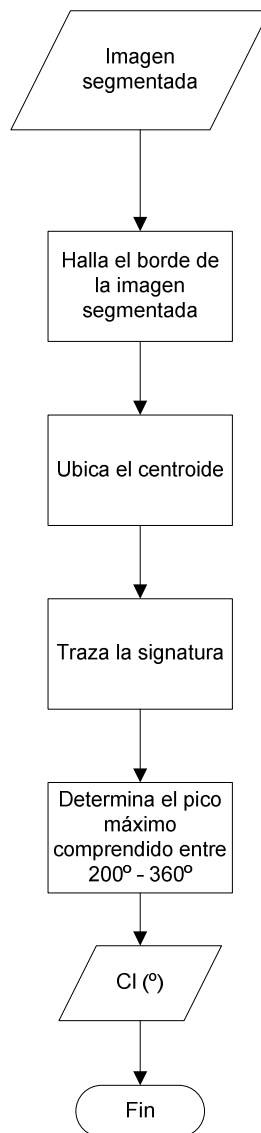 Imagen
segmentada
Halla el borde de
la imagen
segmentada
Ubica el centroide
Traza la signatura
Determina el pico
máximo
comprendido entre
200º - 360º
CI (º)
Fin